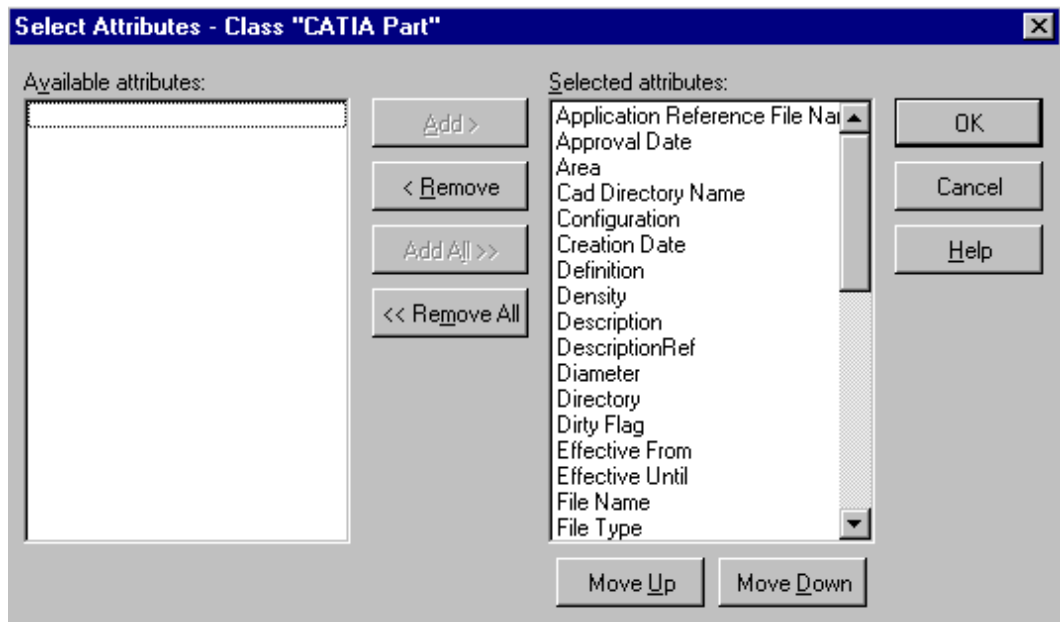 Select Attributes - Class "CATIA Part"
Available attributes:
Add >
< Remove
Add All >>
<< Remove All
Selected attributes:
Application Reference File Nar
Approval Date
Area
Cad Directory Name
Configuration
Creation Date
Definition
Density
Description
DescriptionRef
Diameter
Directory
Dirty Flag
Effective From
Effective Until
File Name
File Type
Move Up
Move Down
OK
Cancel
Help